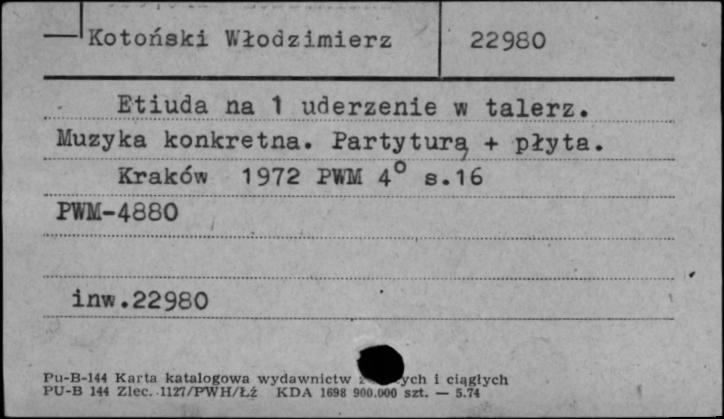 Kotoński Włodzimierz 22980
Etiuda na 1 uderzenie w talerz.
Muzyka konkretna. Partyturą + płyta.
Kraków 1972 PWM 4° s.16
PWM-4880
inw.22980
Pu-B-144 Karta katalogowa wydawnictw i ciągłych
PU-B 144 Zlec. 1127/PWH/Łż KDA 1698 900.000 szt. — 5.74